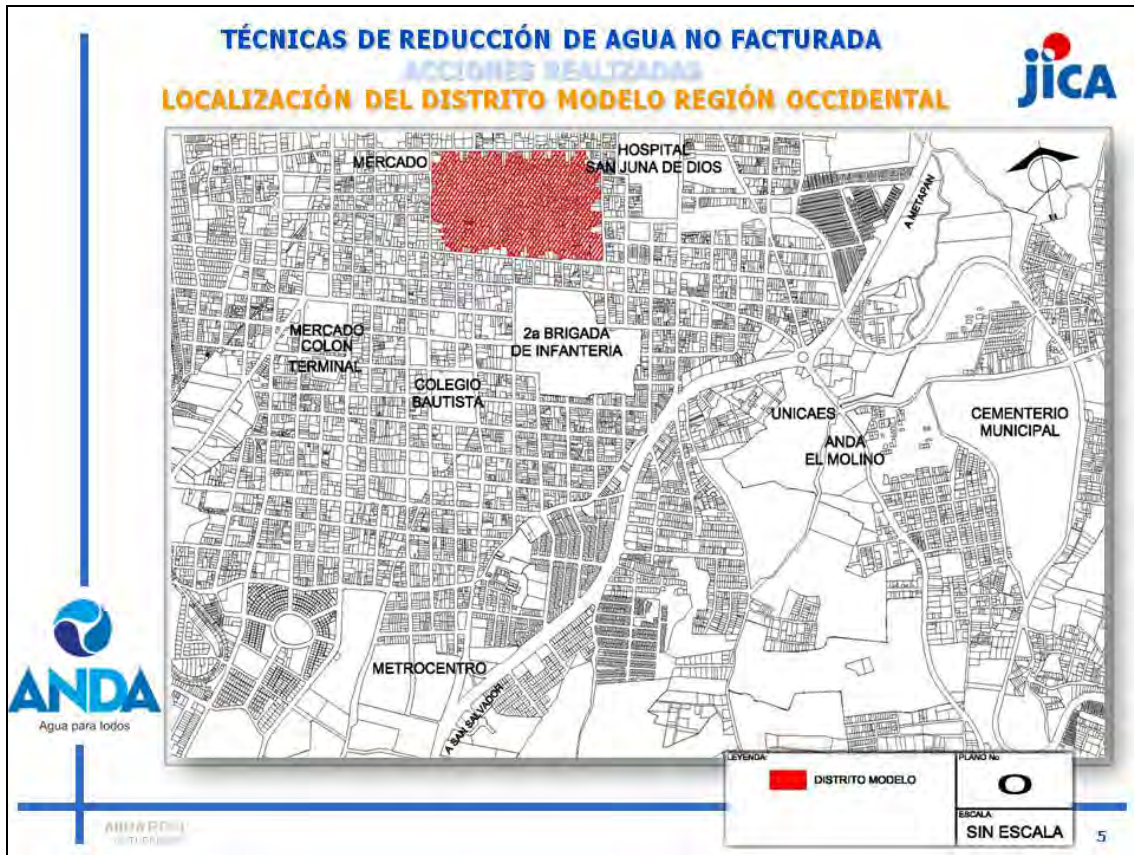 TÉCNICAS DE REDUCCIÓN DE AGUA NO FACTURADA
ACCIONES REALIZADAS
LOCALIZACIÓN DEL DISTRITO MODELO REGIÓN OCCIDENTAL
jICA
MERCADO
HOSPITAL
SAN JUNA DE DIOS
A METAPAN
MERCADO
COLON
TERMINAL
2a BRIGADA
DE INFANTERIA
COLEGIO
BAUTISTA
UNICAES
ANDA
EL MOLINO
CEMENTERIO
MUNICIPAL
METROCENTRO
A SAN SALVADOR
ANDA
Agua para todos
LEYENDA:
DISTRITO MODELO
PLANO No.
O
ESCALA:
SIN ESCALA
5